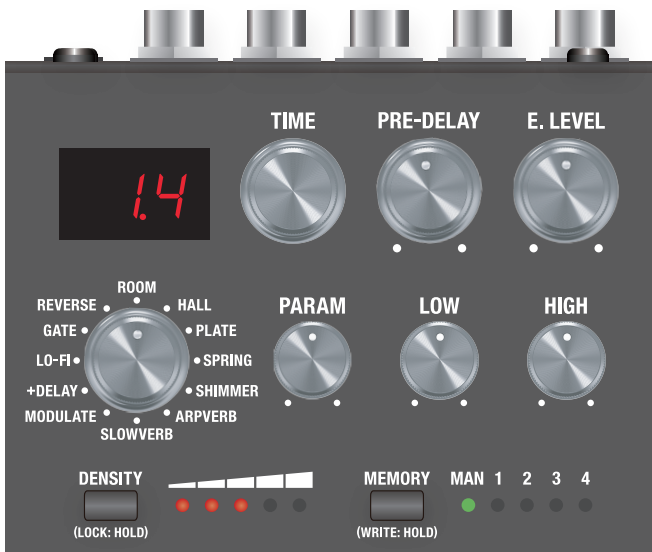 TIME PRE-DELAY E. LEVEL
1.4
ROOM
REVERSE HALL
GATE PLATE
LO-FI SPRING
+DELAY SHIMMER
MODULATE ARPVERB
SLOWVERB
PARAM LOW HIGH
DENSITY
(LOCK: HOLD)
MEMORY
(WRITE: HOLD)
MAN 1 2 3 4